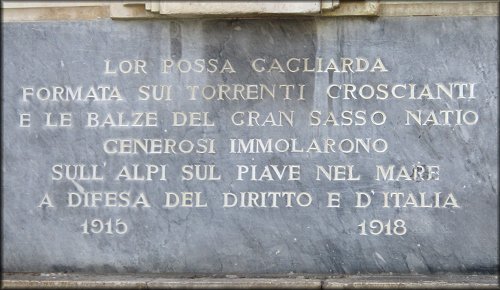 LOR POSSA GAGLIARDA
FORMATA SUI TORRENTI CROSCIANTI
E LE BALZE DEL GRAN SASSO NATIO
GENEROSI IMMOLARONO
SULL'ALPI SUL PIAVE NEL MARE
A DIFESA DEL DIRITTO E D'ITALIA
1915 1918